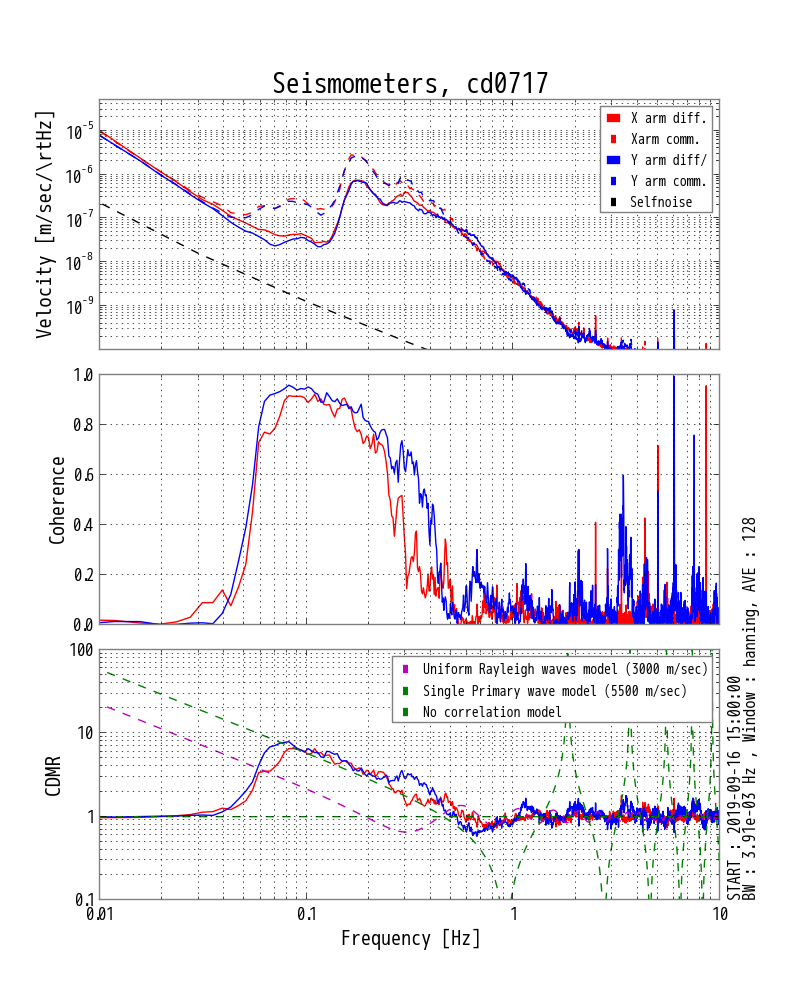 Seismometers, cd0717
Velocity [m/sec/\rtHz]
10^-5
10^-6
10^-7
10^-8
10^-9
X arm diff.
Xarm comm.
Y arm diff/
Y arm comm.
Selfnoise
Coherence
1.0
0.8
0.6
0.4
0.2
0.0
CDMR
100
10
1
0.1
Uniform Rayleigh waves model (3000 m/sec)
Single Primary wave model (5500 m/sec)
No correlation model
0.01
0.1
1
10
Frequency [Hz]
START : 2019-09-16 15:00:00
BW : 3.91e-03 Hz , Window : hanning, AVE : 128